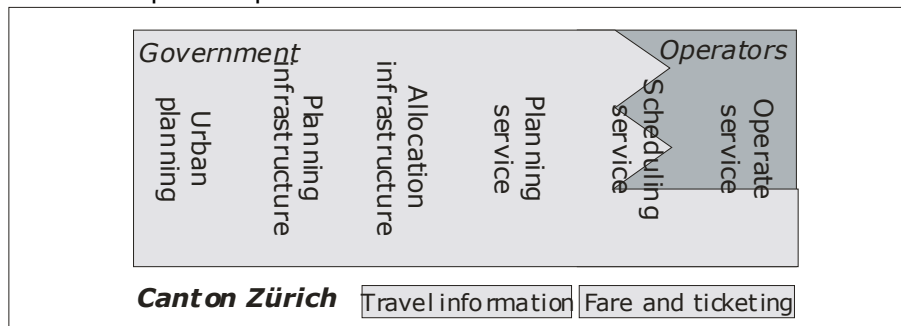 Government
Operators
Urban
planning
Planning
infrastructure
Allocation
infrastructure
Planning
service
Scheduling
service
Operate
service
Canton Zürich
Travel information
Fare and ticketing